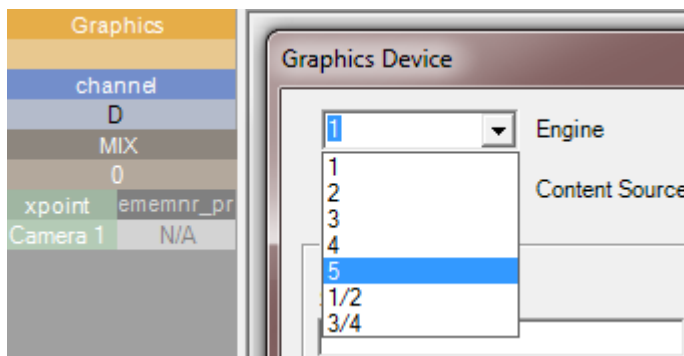 Graphics
channel
D
MIX
0
xpoint ememnr_pr
Camera 1 N/A
Graphics Device
1 Engine
1
2
3
4
5
1/2
3/4
Content Source